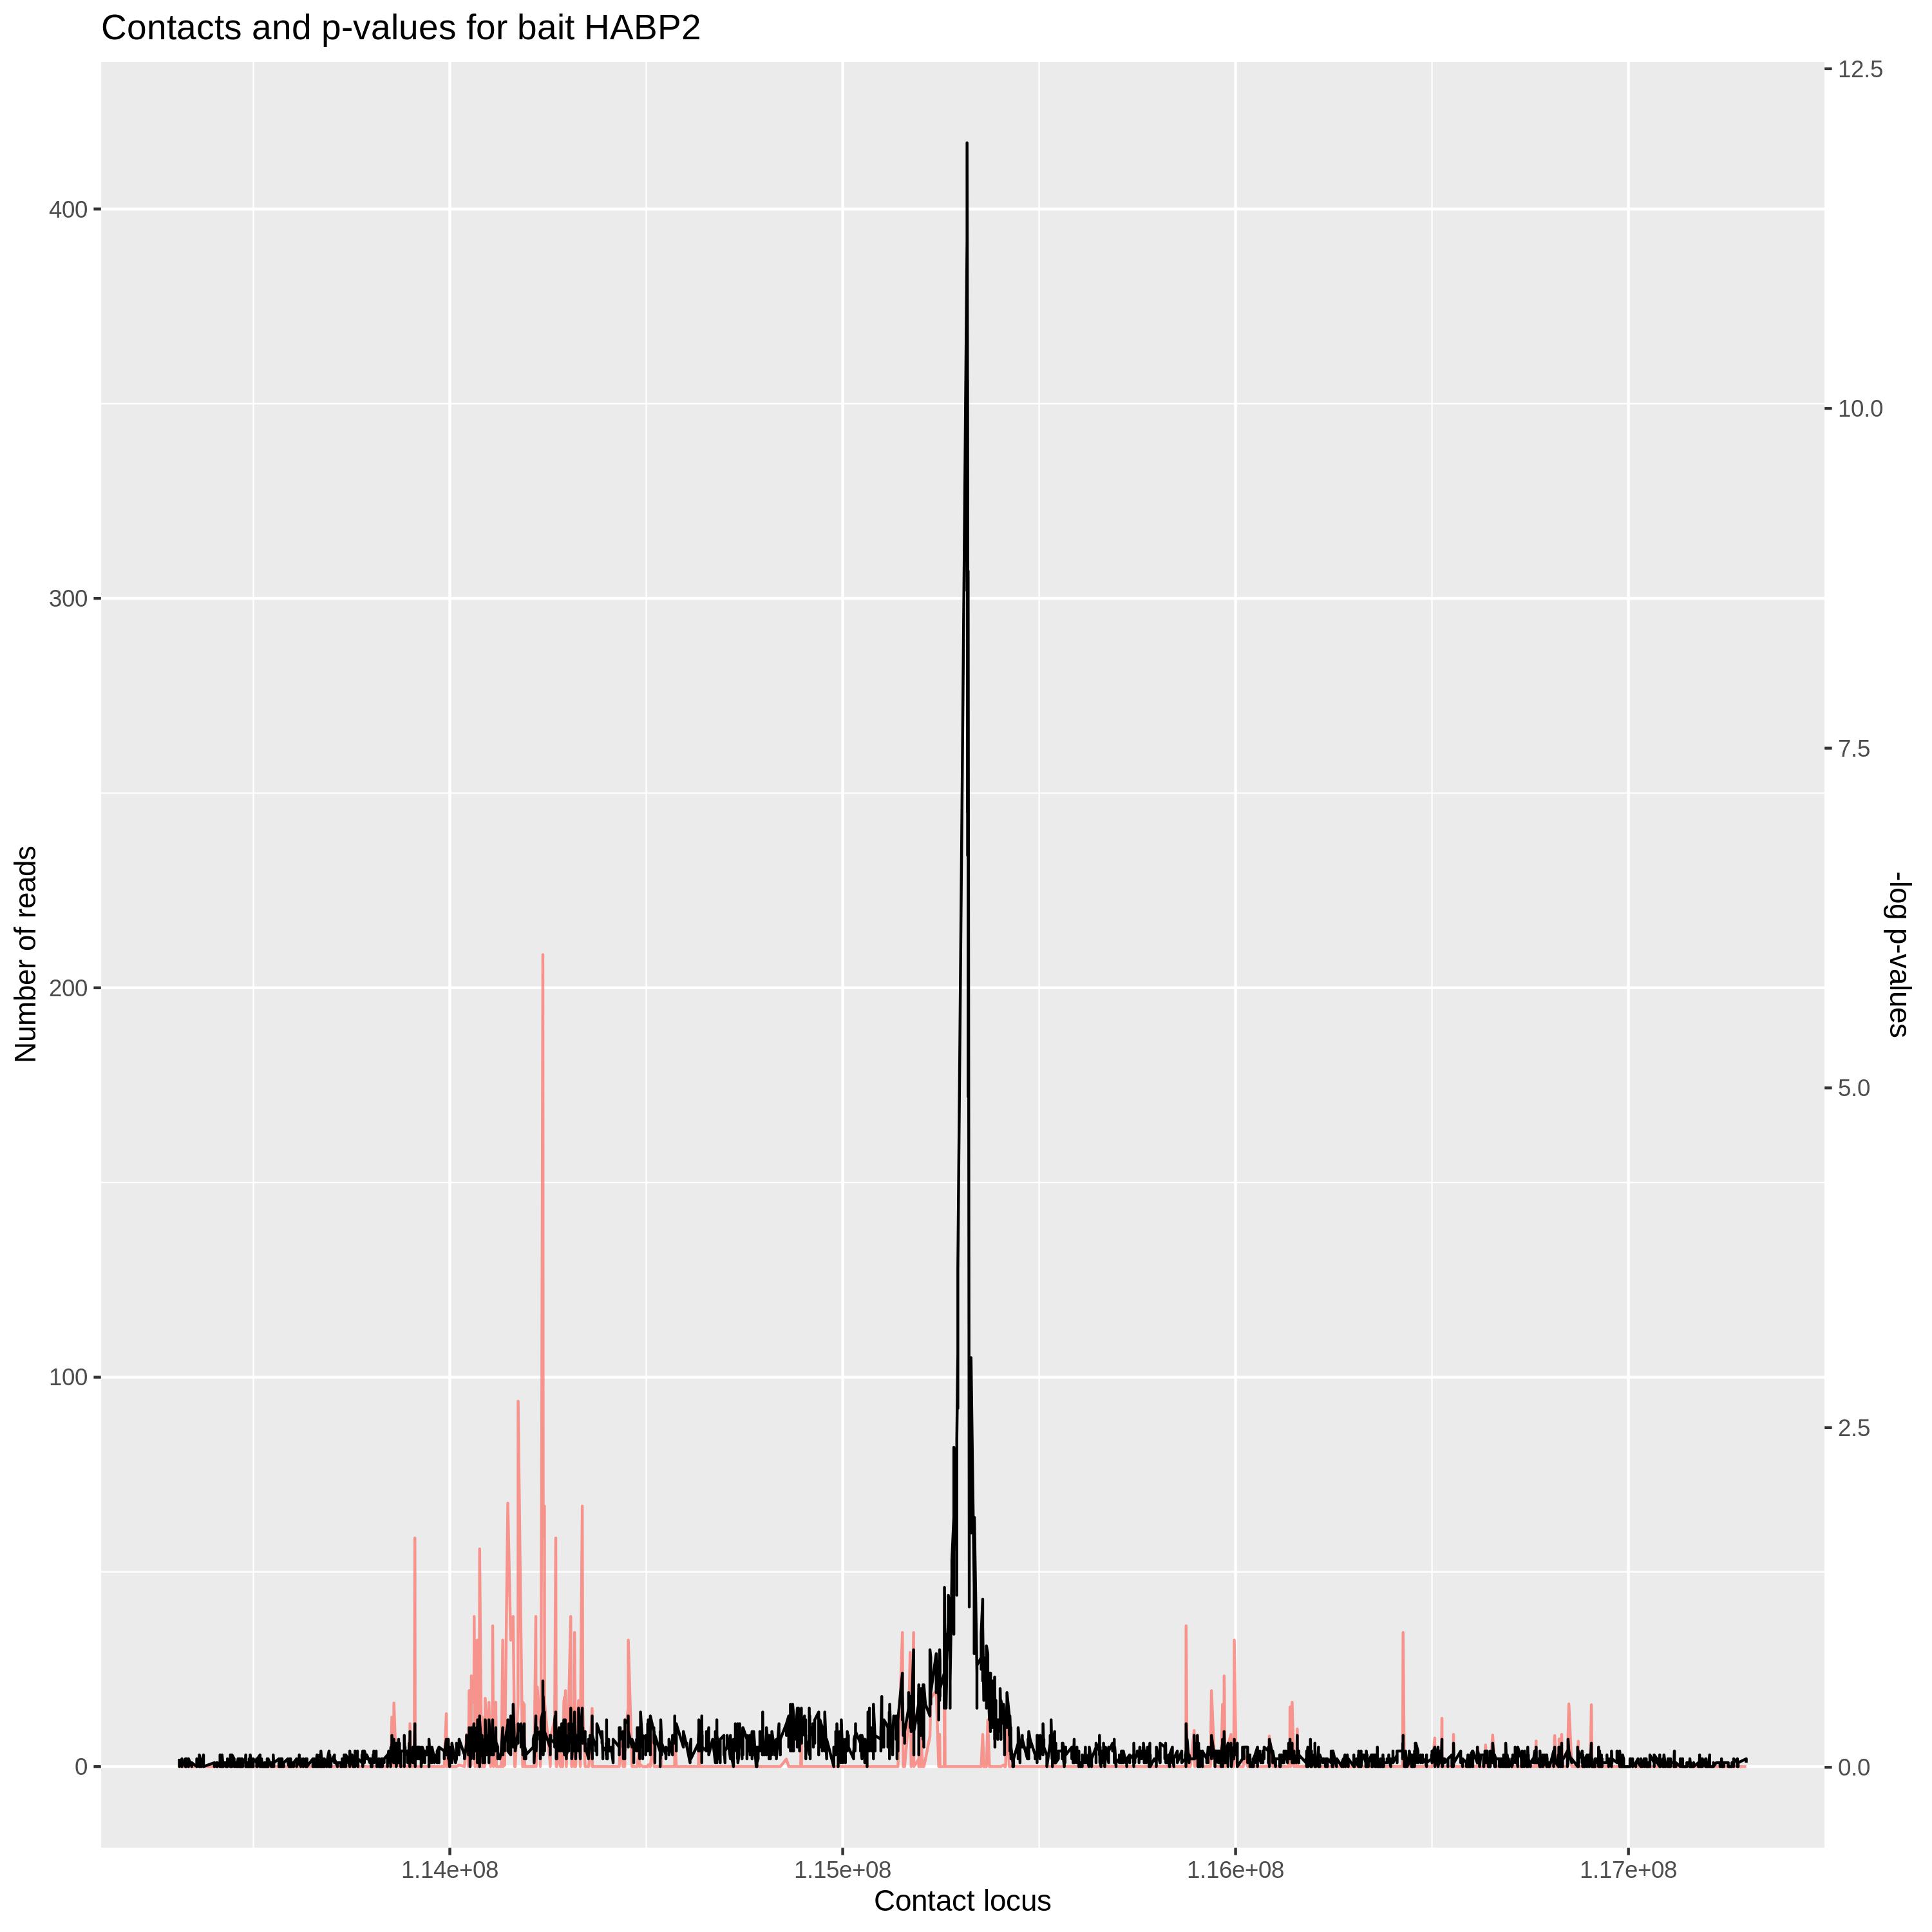 Contacts and p-values for bait HABP2
12.5
400
10.0
300
7.5
Number of reads
-log p-values
200
5.0
100
2.5
0
0.0
1.14e+08
1.15e+08
1.16e+08
1.17e+08
Contact locus